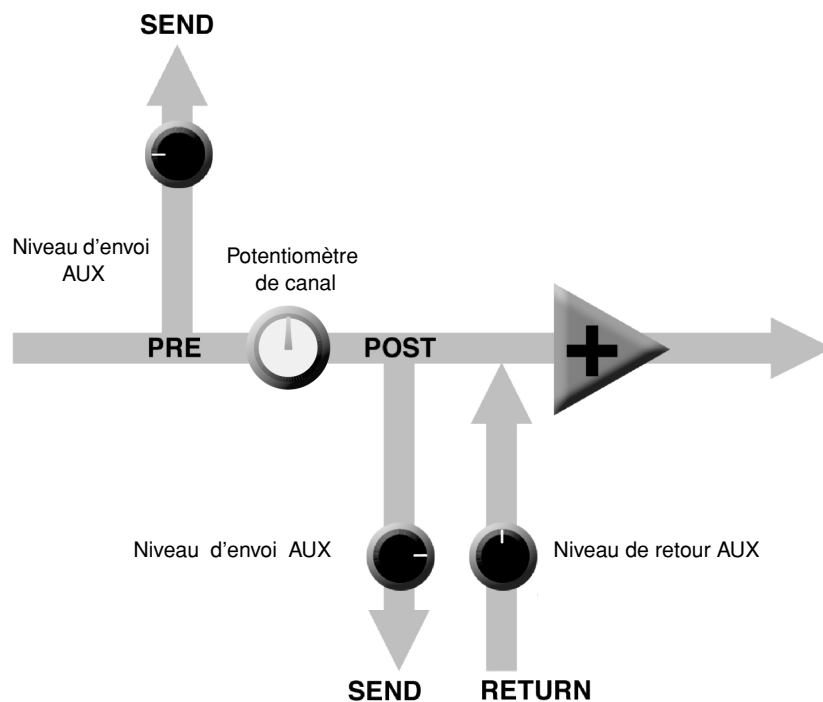 SEND
Niveau d'envoi
AUX
Potentiomètre
de canal
PRE
POST
+
Niveau d'envoi AUX
Niveau de retour AUX
SEND
RETURN